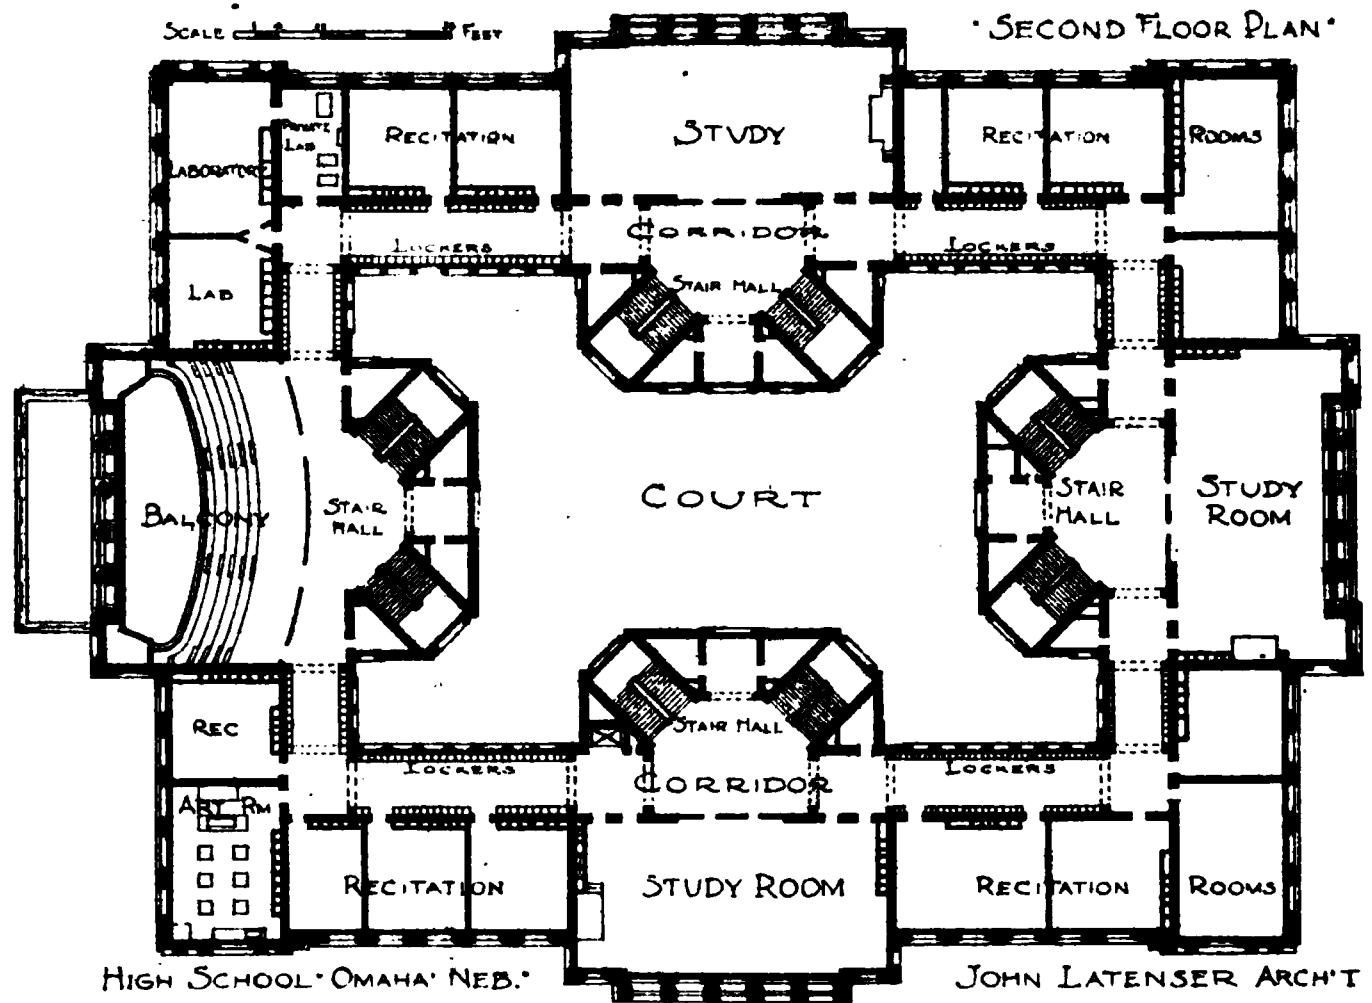 SCALE FEET
"SECOND FLOOR PLAN"
LABORATORY
PRIVATE
LAB
RECITATION
STUDY
RECITATION
ROOMS
LOCKERS
CORRIDOR
LOCKERS
LAB
STAIR HALL
BALCONY
STAIR
HALL
COURT
STAIR
HALL
STUDY
ROOM
REC
STAIR HALL
LOCKERS
CORRIDOR
LOCKERS
ART RM
RECITATION
STUDY ROOM
RECITATION
ROOMS
HIGH SCHOOL · OMAHA · NEB."
JOHN LATENSER ARCH'T